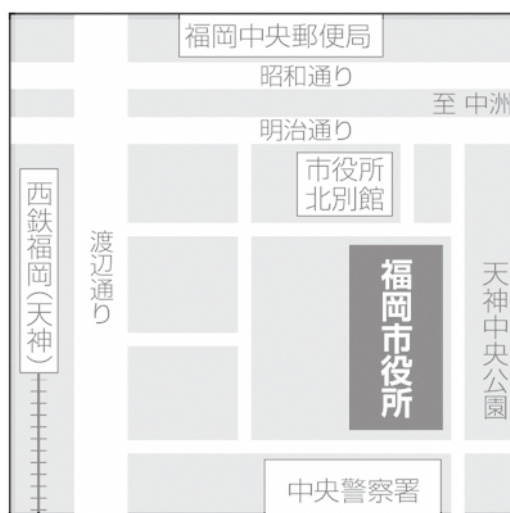 福岡中央郵便局
昭和通り
至 中洲
明治通り
市役所
北別館
西鉄福岡(天神)
渡辺通り
福岡市役所
天神中央公園
中央警察署